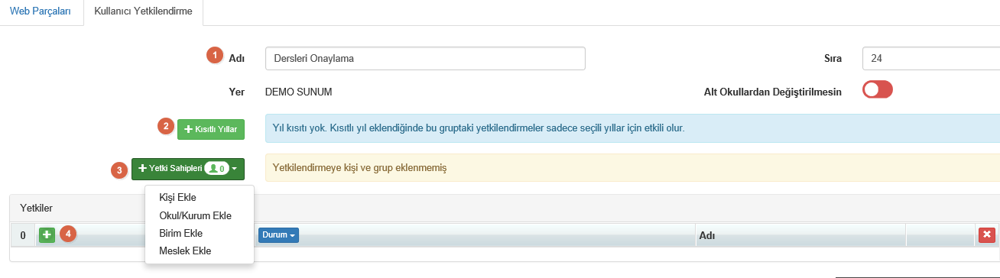 Web Parçaları Kullanıcı Yetkilendirme
1 Adı Dersleri Onaylama Sıra 24
Yer DEMO SUNUM Alt Okullardan Değiştirilmesin
2 + Kısıtlı Yıllar Yıl kısıtı yok. Kısıtlı yıl eklendiğinde bu gruptaki yetkilendirmeler sadece seçili yıllar için etkili olur.
3 + Yetki Sahipleri 0 Yetkilendirmeye kişi ve grup eklenmemiş
Kişi Ekle
Okul/Kurum Ekle
Birim Ekle
Meslek Ekle
Yetkiler
0 + 4 Durum Adı